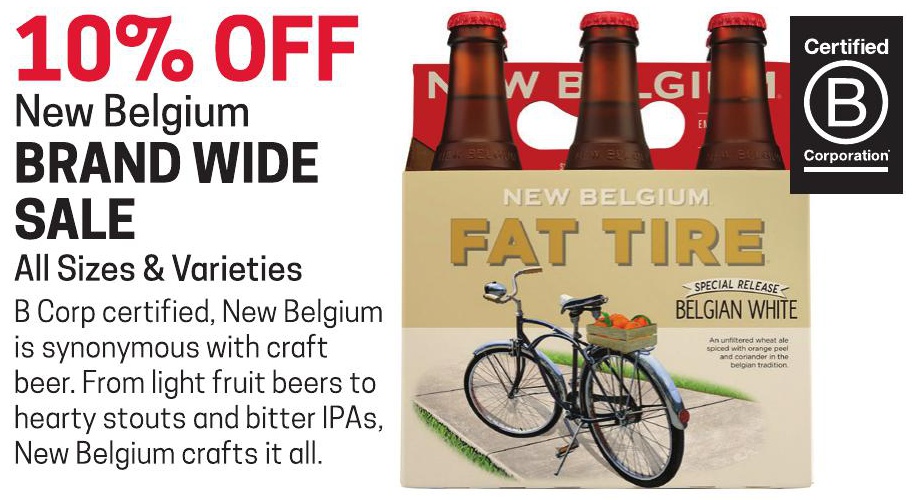 10% OFF
New Belgium
BRAND WIDE
SALE
All Sizes & Varieties
B Corp certified, New Belgium
is synonymous with craft
beer. From light fruit beers to
hearty stouts and bitter IPAs,
New Belgium crafts it all.
NEW BELGIUM
FAT TIRE
SPECIAL RELEASE
BELGIAN WHITE
An unfiltered wheat ale
spiced with orange peel
and coriander in the
belgian tradition.
Certified
B
Corporation